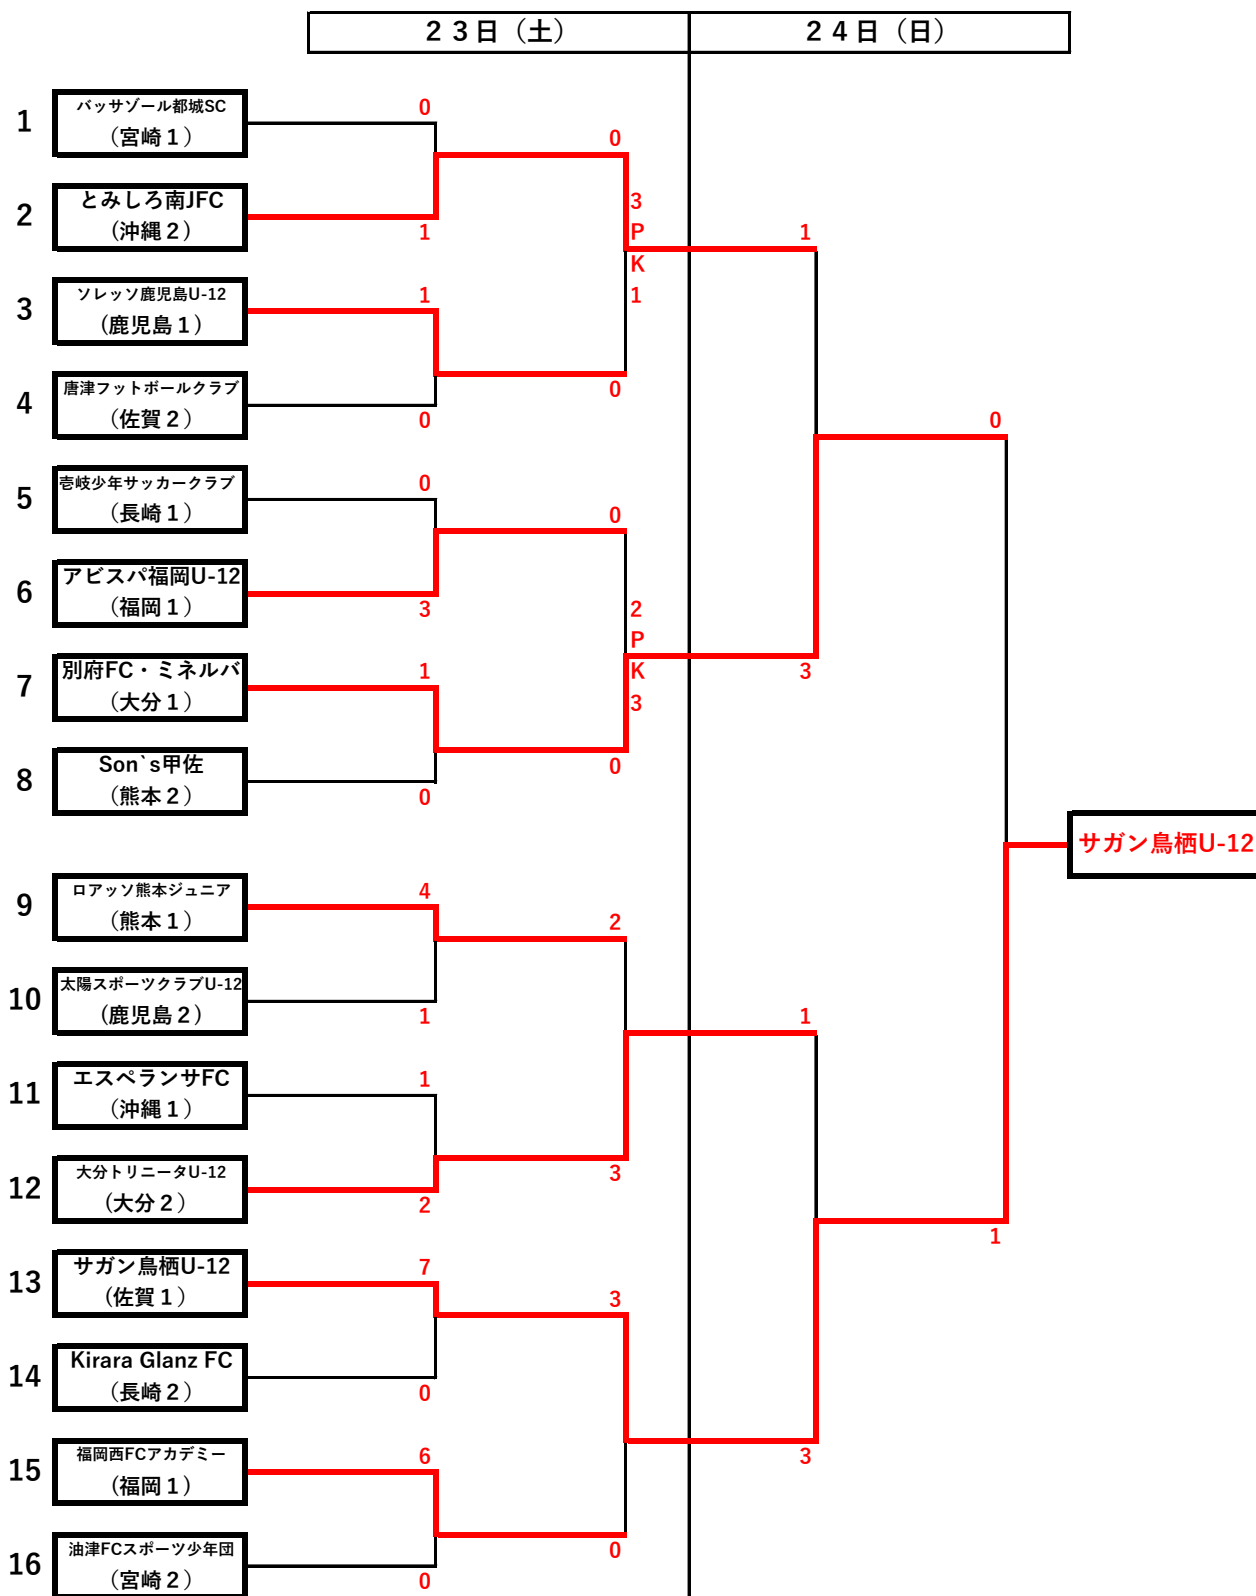 ２３日（土）
２４日（日）
1
バッサゾール都城SC
（宮崎１）
0
0
2
とみしろ南JFC
（沖縄２）
1
3
P
K
1
1
3
ソレッソ鹿児島U-12
（鹿児島１）
1
4
唐津フットボールクラブ
（佐賀２）
0
0
0
5
壱岐少年サッカークラブ
（長崎１）
0
0
6
アビスパ福岡U-12
（福岡１）
3
2
P
K
3
3
7
別府FC・ミネルバ
（大分１）
1
8
Son`s甲佐
（熊本２）
0
0
サガン鳥栖U-12
9
ロアッソ熊本ジュニア
（熊本１）
4
2
10
太陽スポーツクラブU-12
（鹿児島２）
1
1
11
エスペランサFC
（沖縄１）
1
12
大分トリニータU-12
（大分２）
2
3
1
13
サガン鳥栖U-12
（佐賀１）
7
3
14
Kirara Glanz FC
（長崎２）
0
15
福岡西FCアカデミー
（福岡１）
6
3
16
油津FCスポーツ少年団
（宮崎２）
0
0